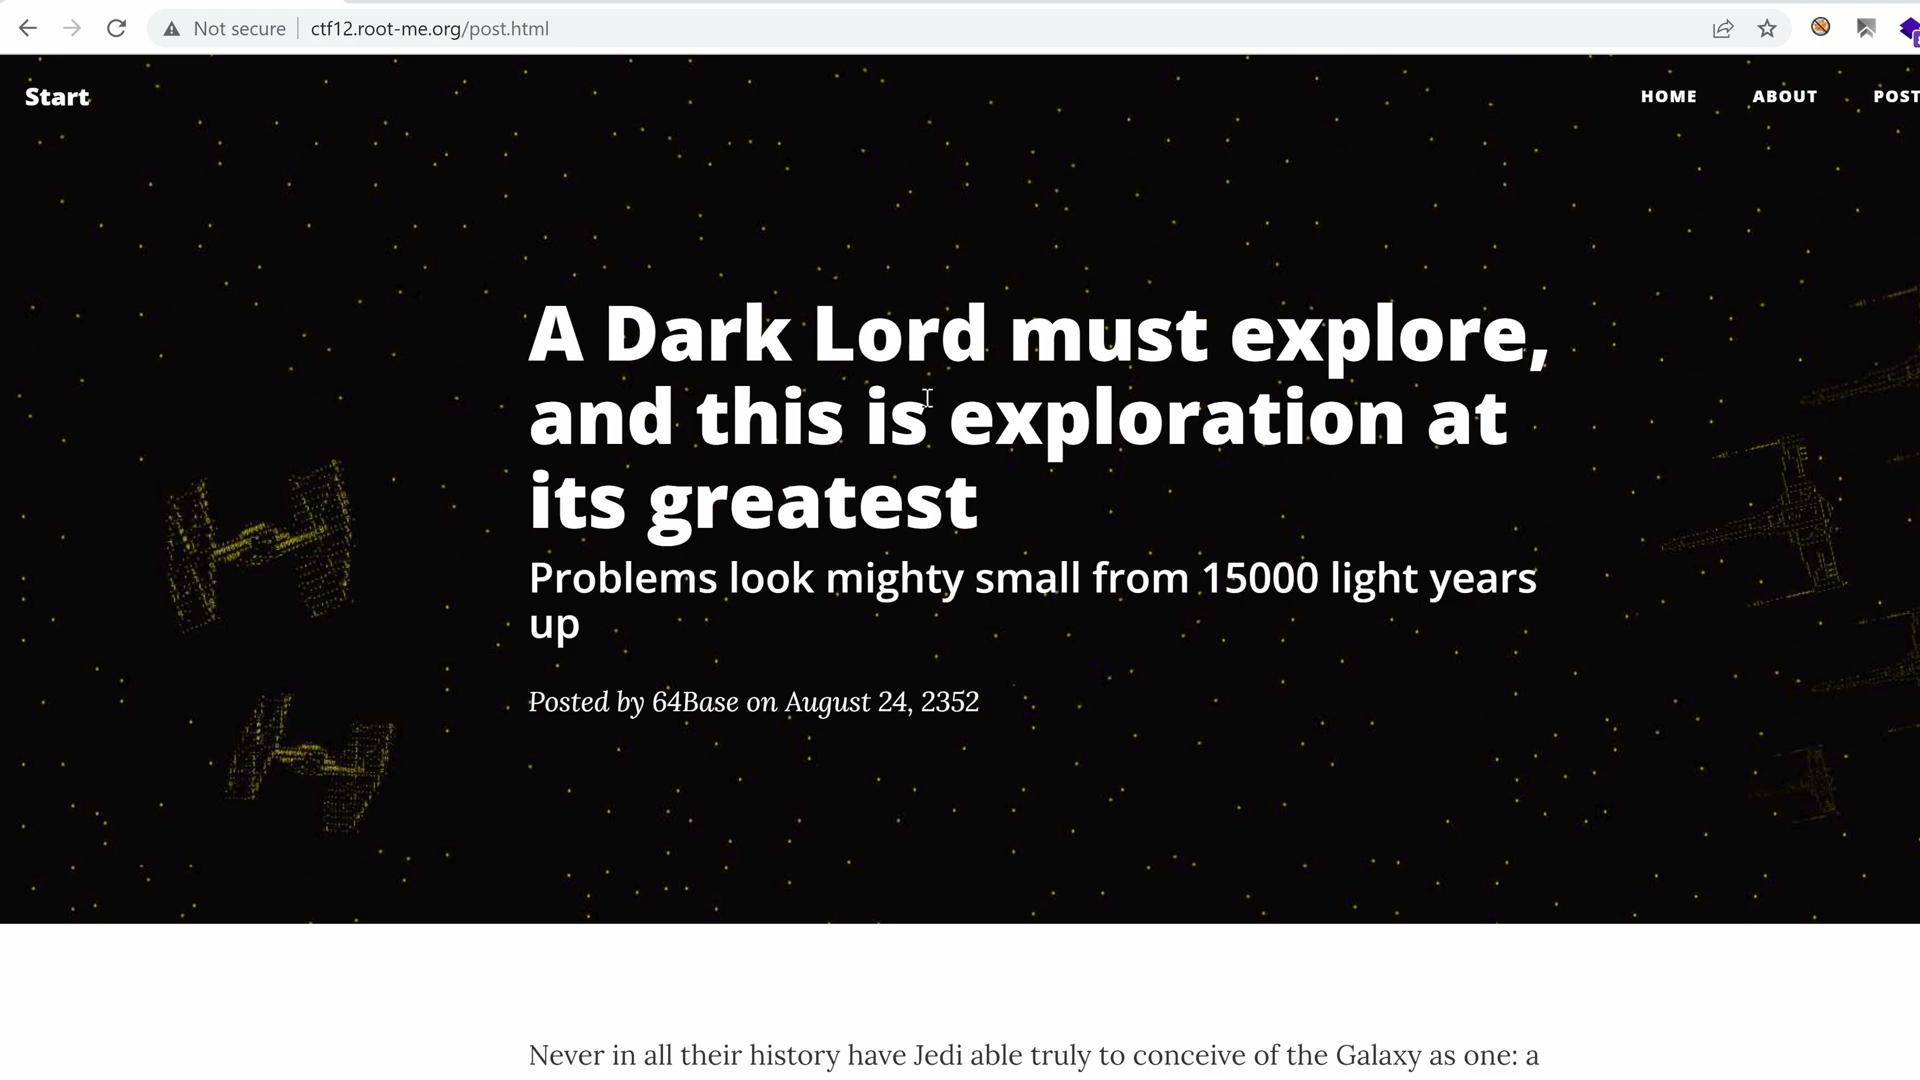 Not secure ctf12.root-me.org/post.html
Start HOME ABOUT POST
A Dark Lord must explore,
and this is exploration at
its greatest
Problems look mighty small from 15000 light years
up
Posted by 64Base on August 24, 2352
Never in all their history have Jedi able truly to conceive of the Galaxy as one: a